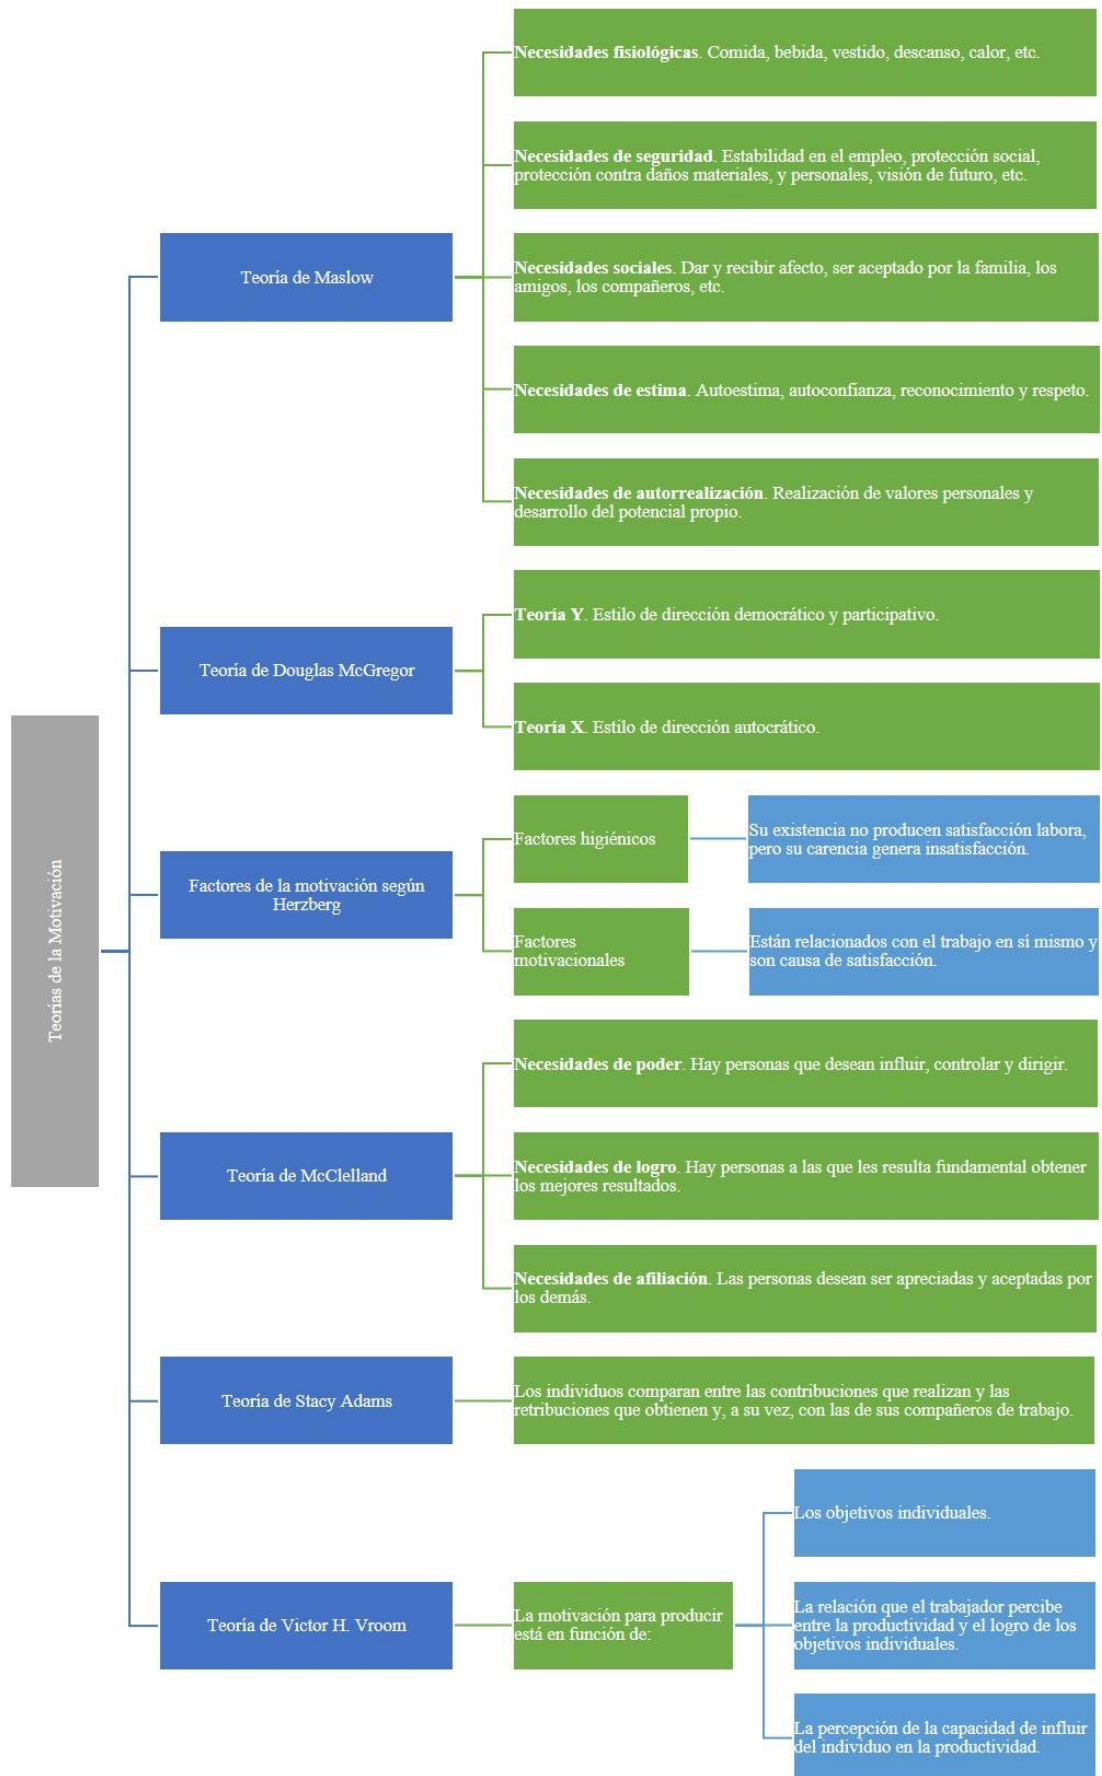 Teorías de la Motivación
Teoría de Maslow
Necesidades fisiológicas. Comida, bebida, vestido, descanso, calor, etc.
Necesidades de seguridad. Estabilidad en el empleo, protección social,
protección contra daños materiales, y personales, visión de futuro, etc.
Necesidades sociales. Dar y recibir afecto, ser aceptado por la familia, los
amigos, los compañeros, etc.
Necesidades de estima. Autoestima, autoconfianza, reconocimiento y respeto.
Necesidades de autorrealización. Realización de valores personales y
desarrollo del potencial propio.
Teoría de Douglas McGregor
Teoría Y. Estilo de dirección democrático y participativo.
Teoría X. Estilo de dirección autocrático.
Factores de la motivación según
Herzberg
Factores higiénicos
Su existencia no producen satisfacción labora,
pero su carencia genera insatisfacción.
Factores
motivacionales
Están relacionados con el trabajo en sí mismo y
son causa de satisfacción.
Teoría de McClelland
Necesidades de poder. Hay personas que desean influir, controlar y dirigir.
Necesidades de logro. Hay personas a las que les resulta fundamental obtener
los mejores resultados.
Necesidades de afiliación. Las personas desean ser apreciadas y aceptadas por
los demás.
Teoría de Stacy Adams
Los individuos comparan entre las contribuciones que realizan y las
retribuciones que obtienen y, a su vez, con las de sus compañeros de trabajo.
Teoría de Victor H. Vroom
La motivación para producir
está en función de:
Los objetivos individuales.
La relación que el trabajador percibe
entre la productividad y el logro de los
objetivos individuales.
La percepción de la capacidad de influir
del individuo en la productividad.